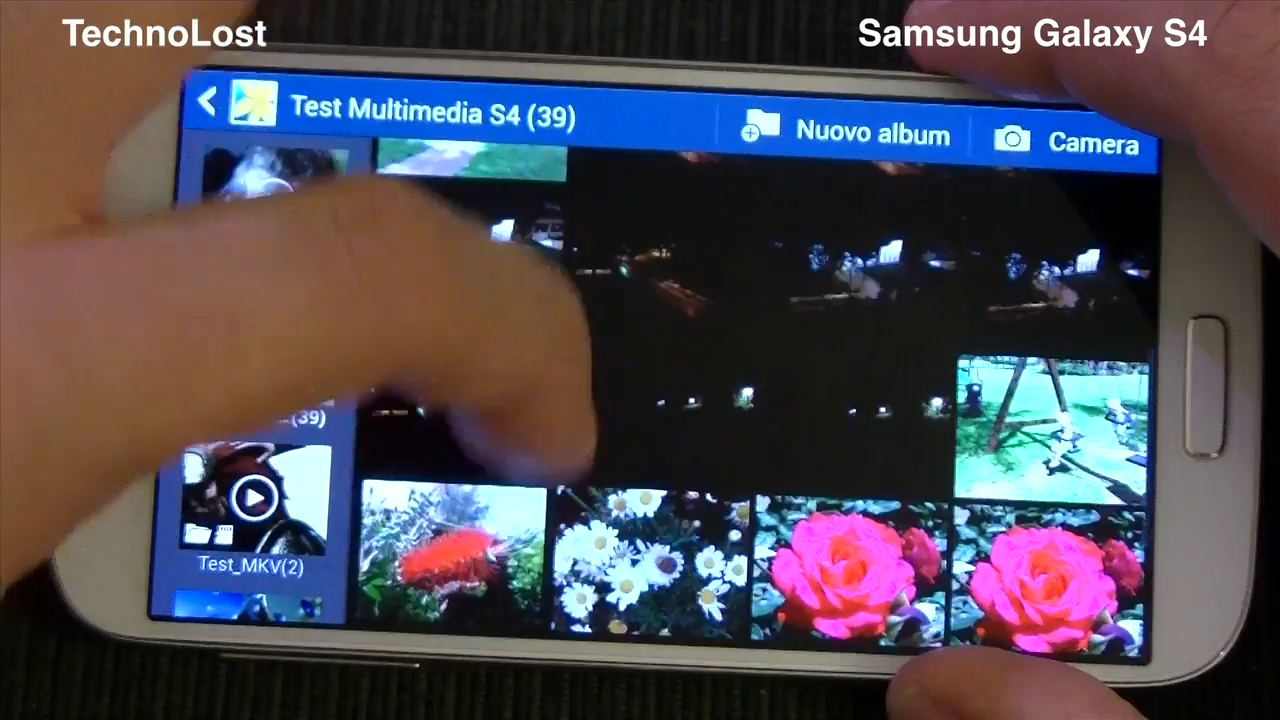 TechnoLost
Samsung Galaxy S4
Test Multimedia S4 (39)
Nuovo album
Camera
(39)
Test_MKV(2)